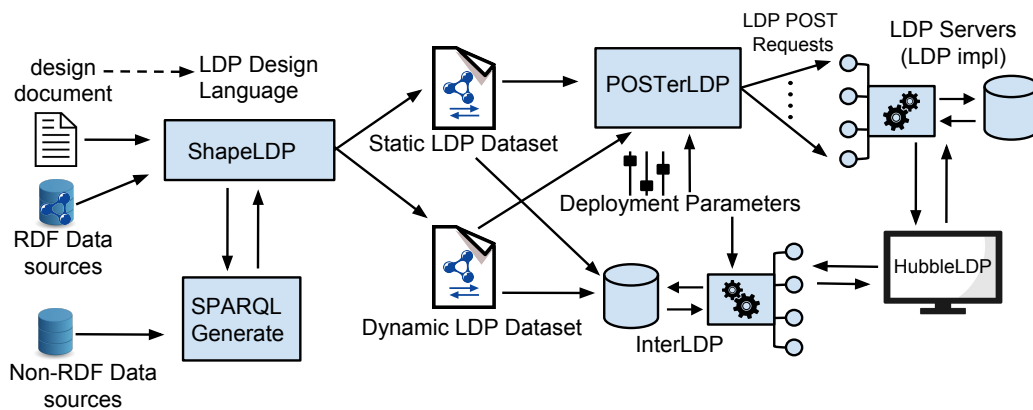 design
document
LDP Design
Language
ShapeLDP
RDF Data
sources
SPARQL
Generate
Non-RDF Data
sources
Static LDP Dataset
Dynamic LDP Dataset
POSTerLDP
Deployment Parameters
InterLDP
LDP POST
Requests
LDP Servers
(LDP impl)
HubbleLDP